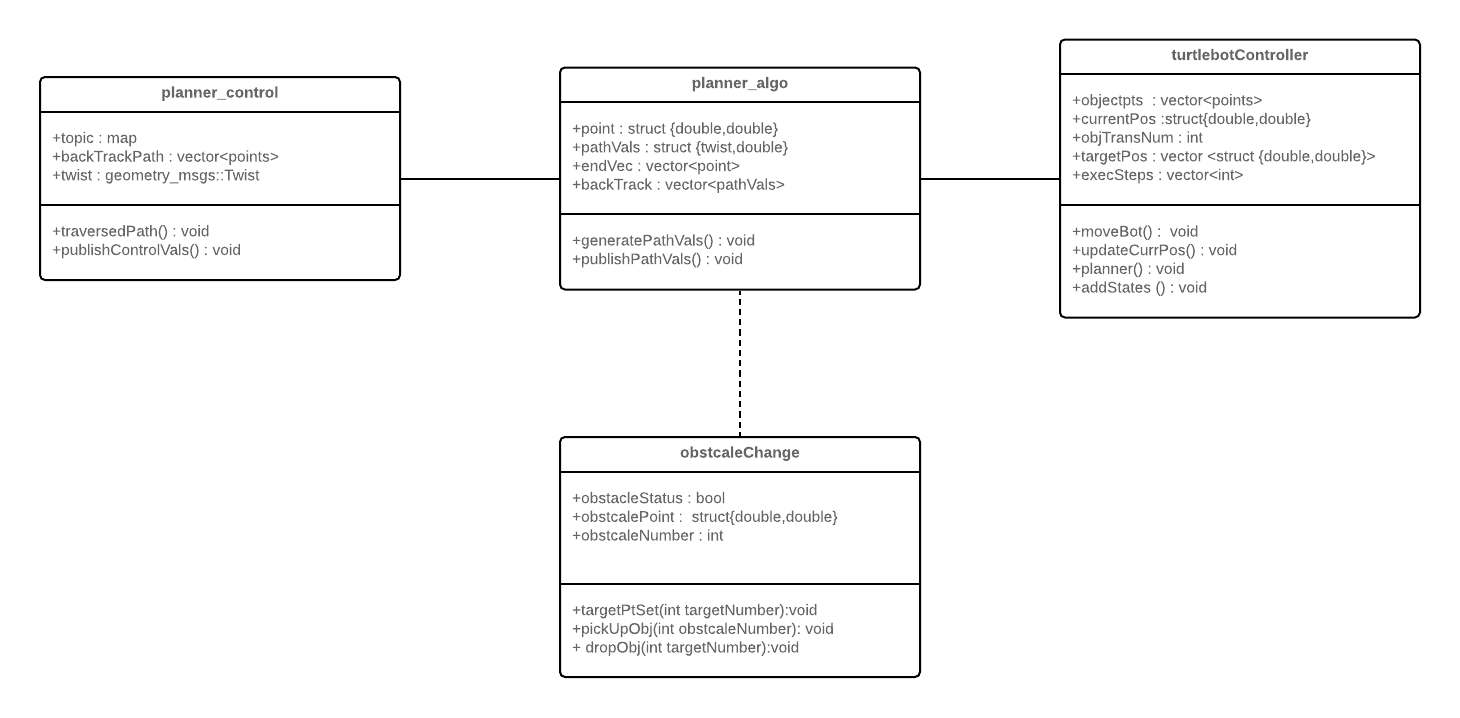 planner_control
+topic : map
+backTrackPath : vector<points>
+twist : geometry_msgs::Twist
+traversedPath() : void
+publishControlVals() : void
planner_algo
+point : struct {double,double}
+pathVals : struct {twist,double}
+endVec : vector<point>
+backTrack : vector<pathVals>
+generatePathVals() : void
+publishPathVals() : void
turtlebotController
+objectpts  : vector<points>
+currentPos :struct{double,double}
+objTransNum : int
+targetPos : vector <struct {double,double}>
+execSteps : vector<int>
+moveBot() :  void
+updateCurrPos() : void
+planner() : void
+addStates () : void
obstcaleChange
+obstacleStatus : bool
+obstcalePoint :  struct{double,double}
+obstcaleNumber : int
+targetPtSet(int targetNumber):void
+pickUpObj(int obstcaleNumber): void
+ dropObj(int targetNumber):void